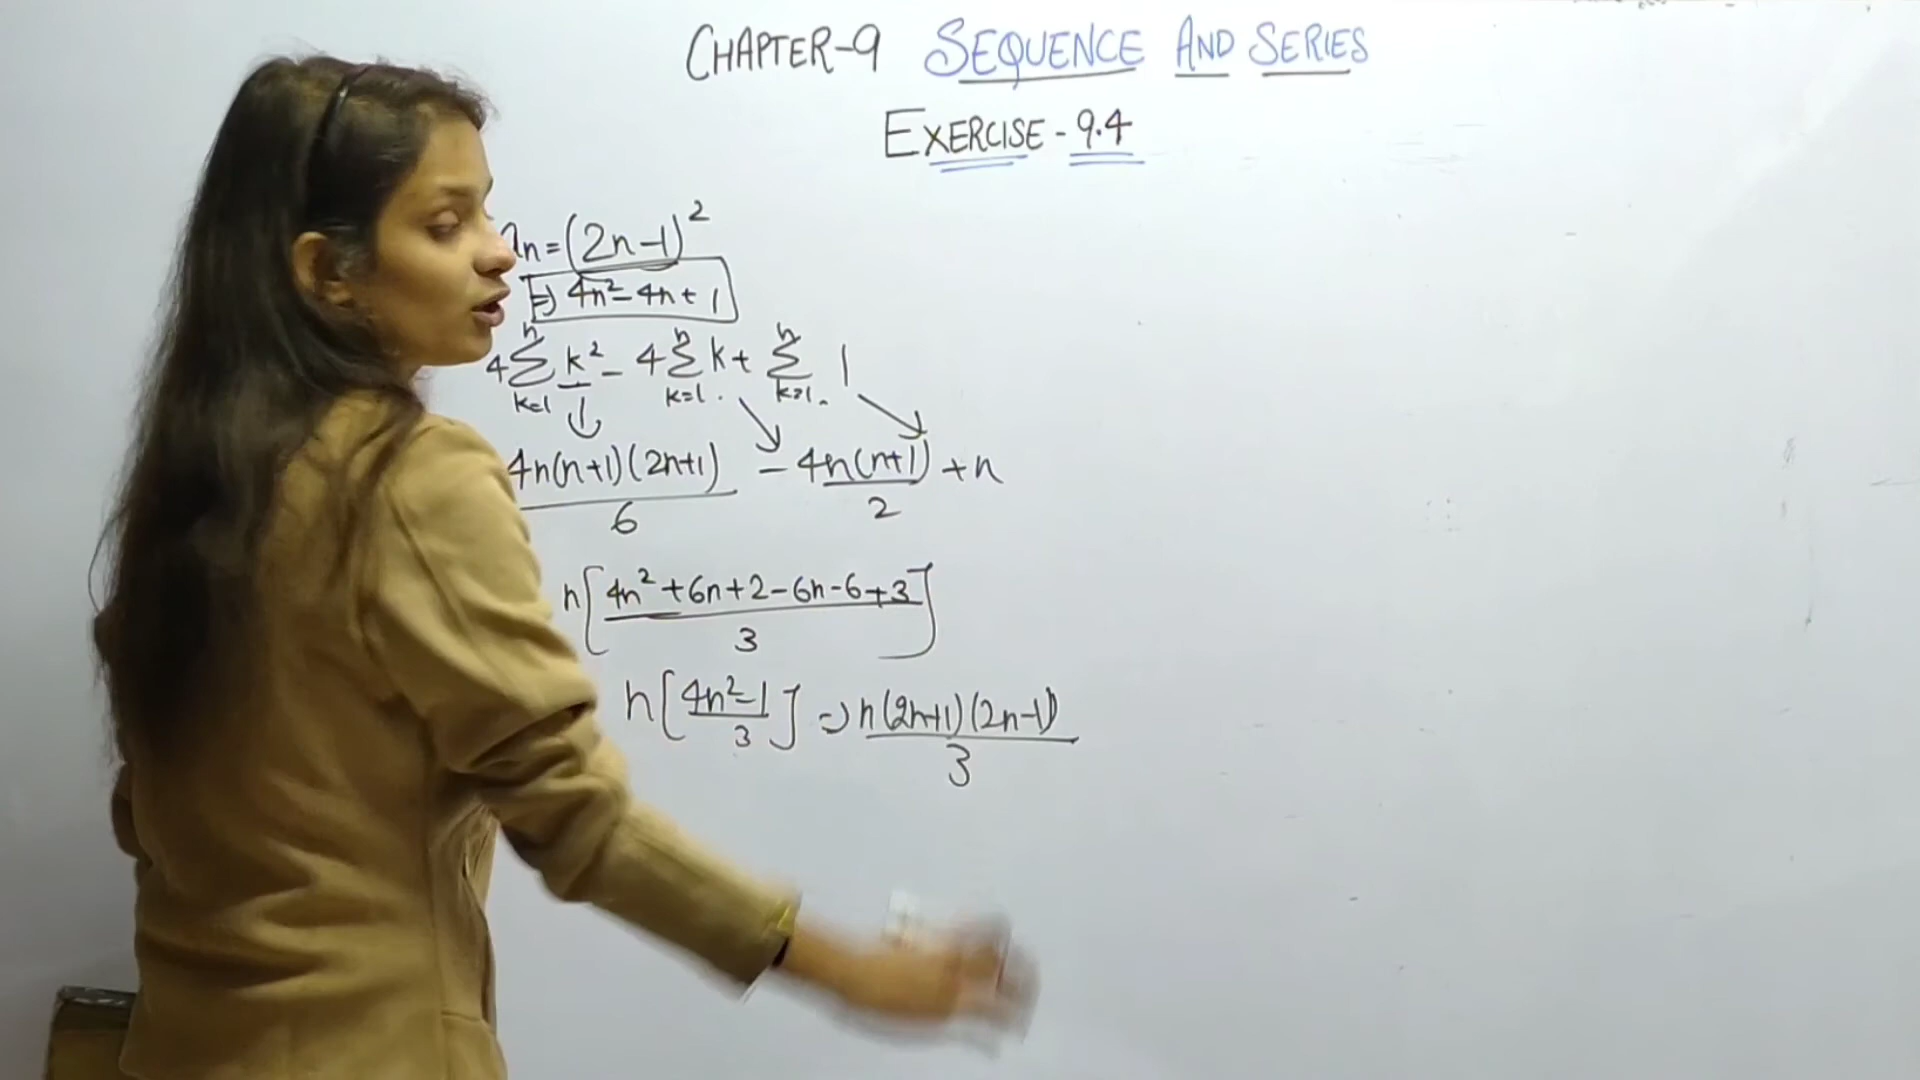 CHAPTER-9 SEQUENCE AND SERIES
EXERCISE - 9.4
an = (2n-1)²
⇒ 4n² - 4n + 1
n n n
4 Σ k² - 4 Σ k + Σ 1
k=1 k=1 k=1
4n(n+1)(2n+1) - 4n(n+1) + n
6 2
n[4n² + 6n + 2 - 6n - 6 + 3]
3
n[4n² - 1] ⇒ n(2n+1)(2n-1)
3 3